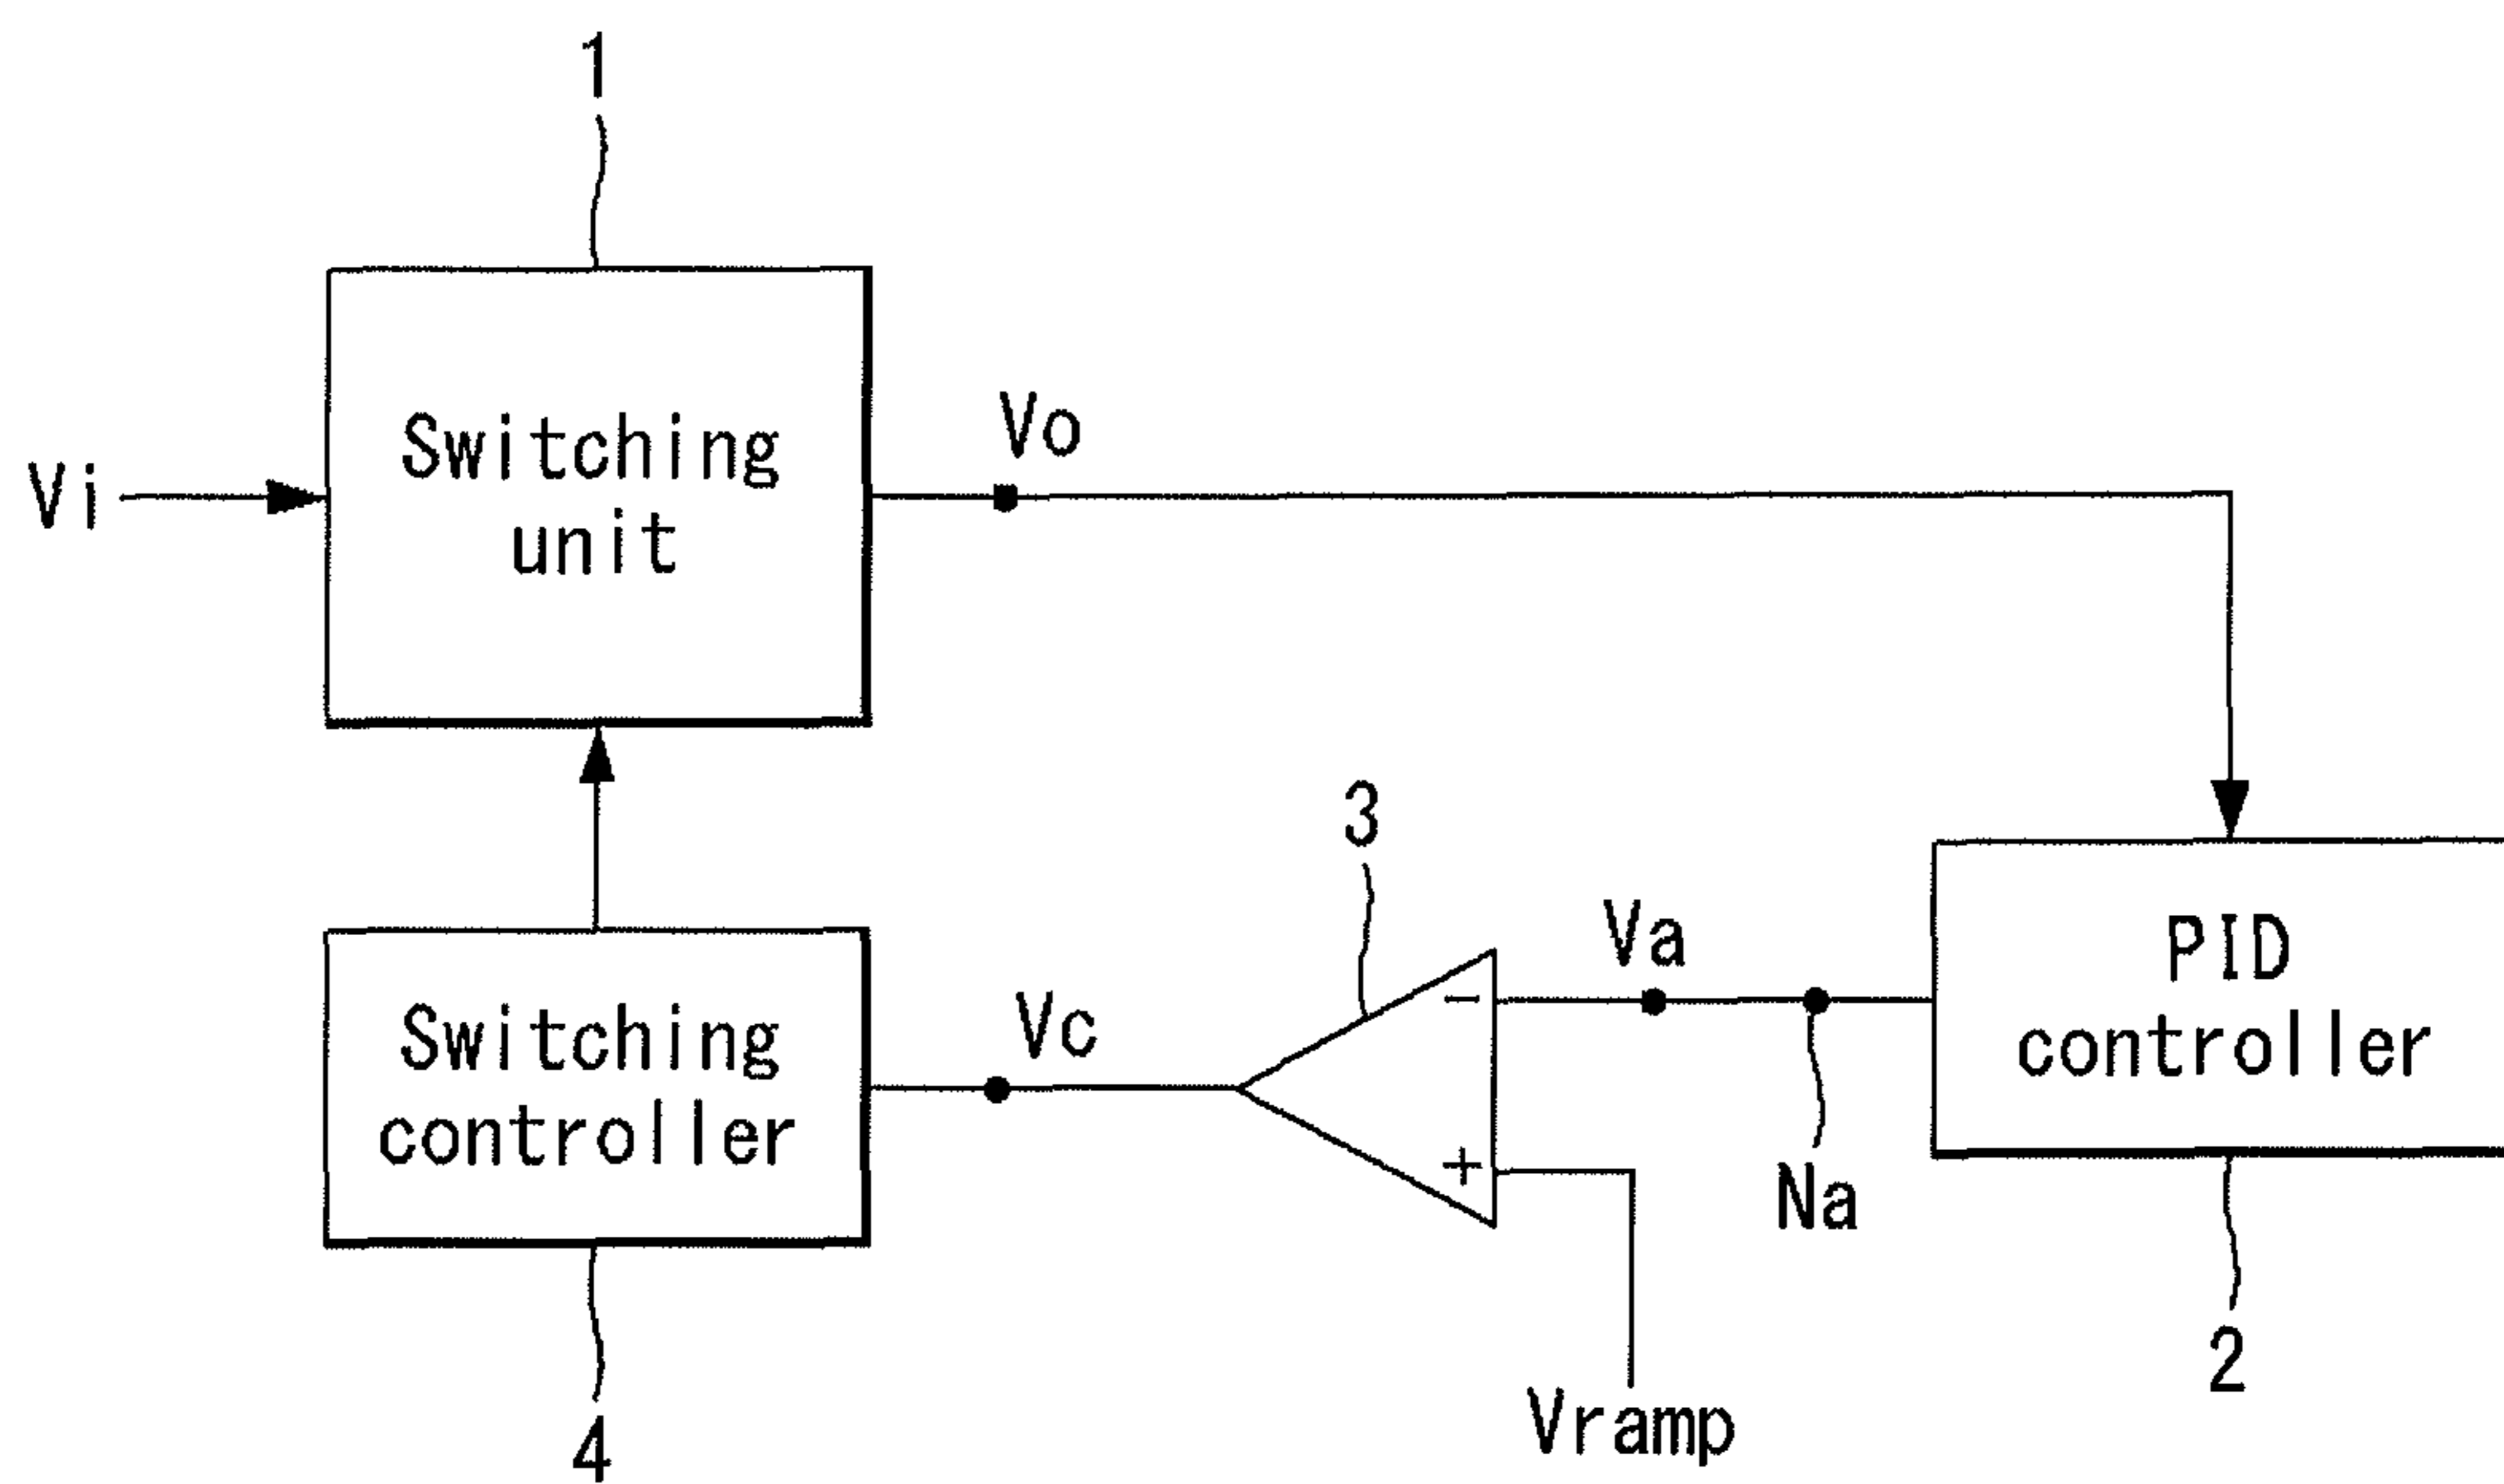 1
Switching
unit
Vi
Vo
3
Va
PID
controller
Vc
Switching
controller
-
+
Na
2
Vramp
4